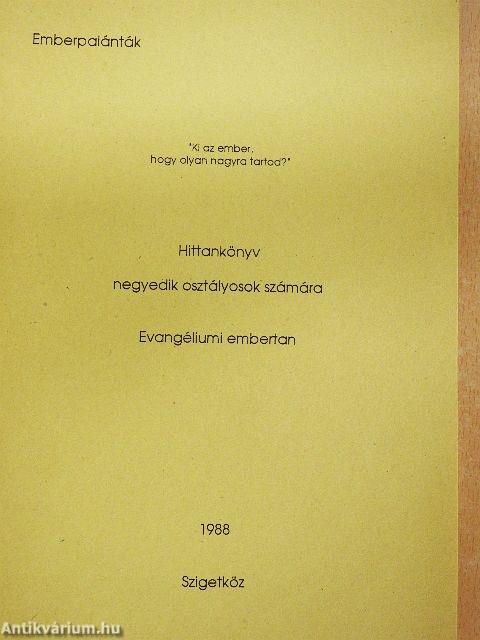 Emberpalánták
"Ki az ember,
hogy olyan nagyra tartod?"
Hittankönyv
negyedik osztályosok számára
Evangéliumi embertan
1988
Szigetköz
Antikvárium.hu